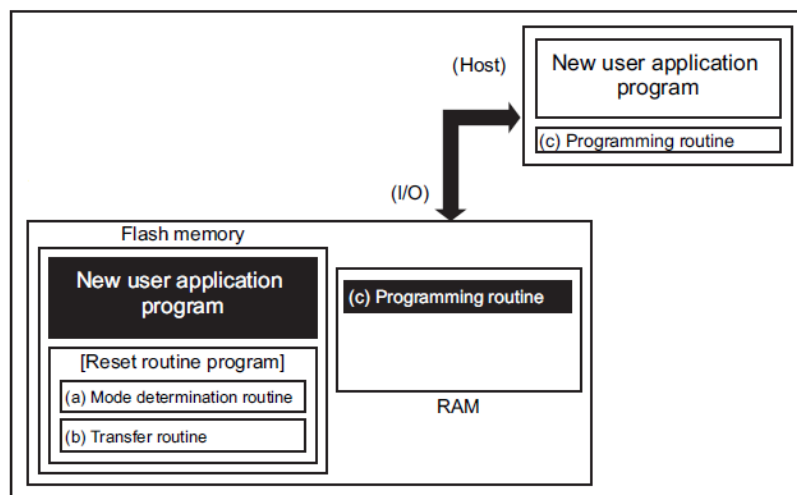 (Host)
New user application
program
(c) Programming routine
(I/O)
Flash memory
New user application
program
[Reset routine program]
(a) Mode determination routine
(b) Transfer routine
(c) Programming routine
RAM